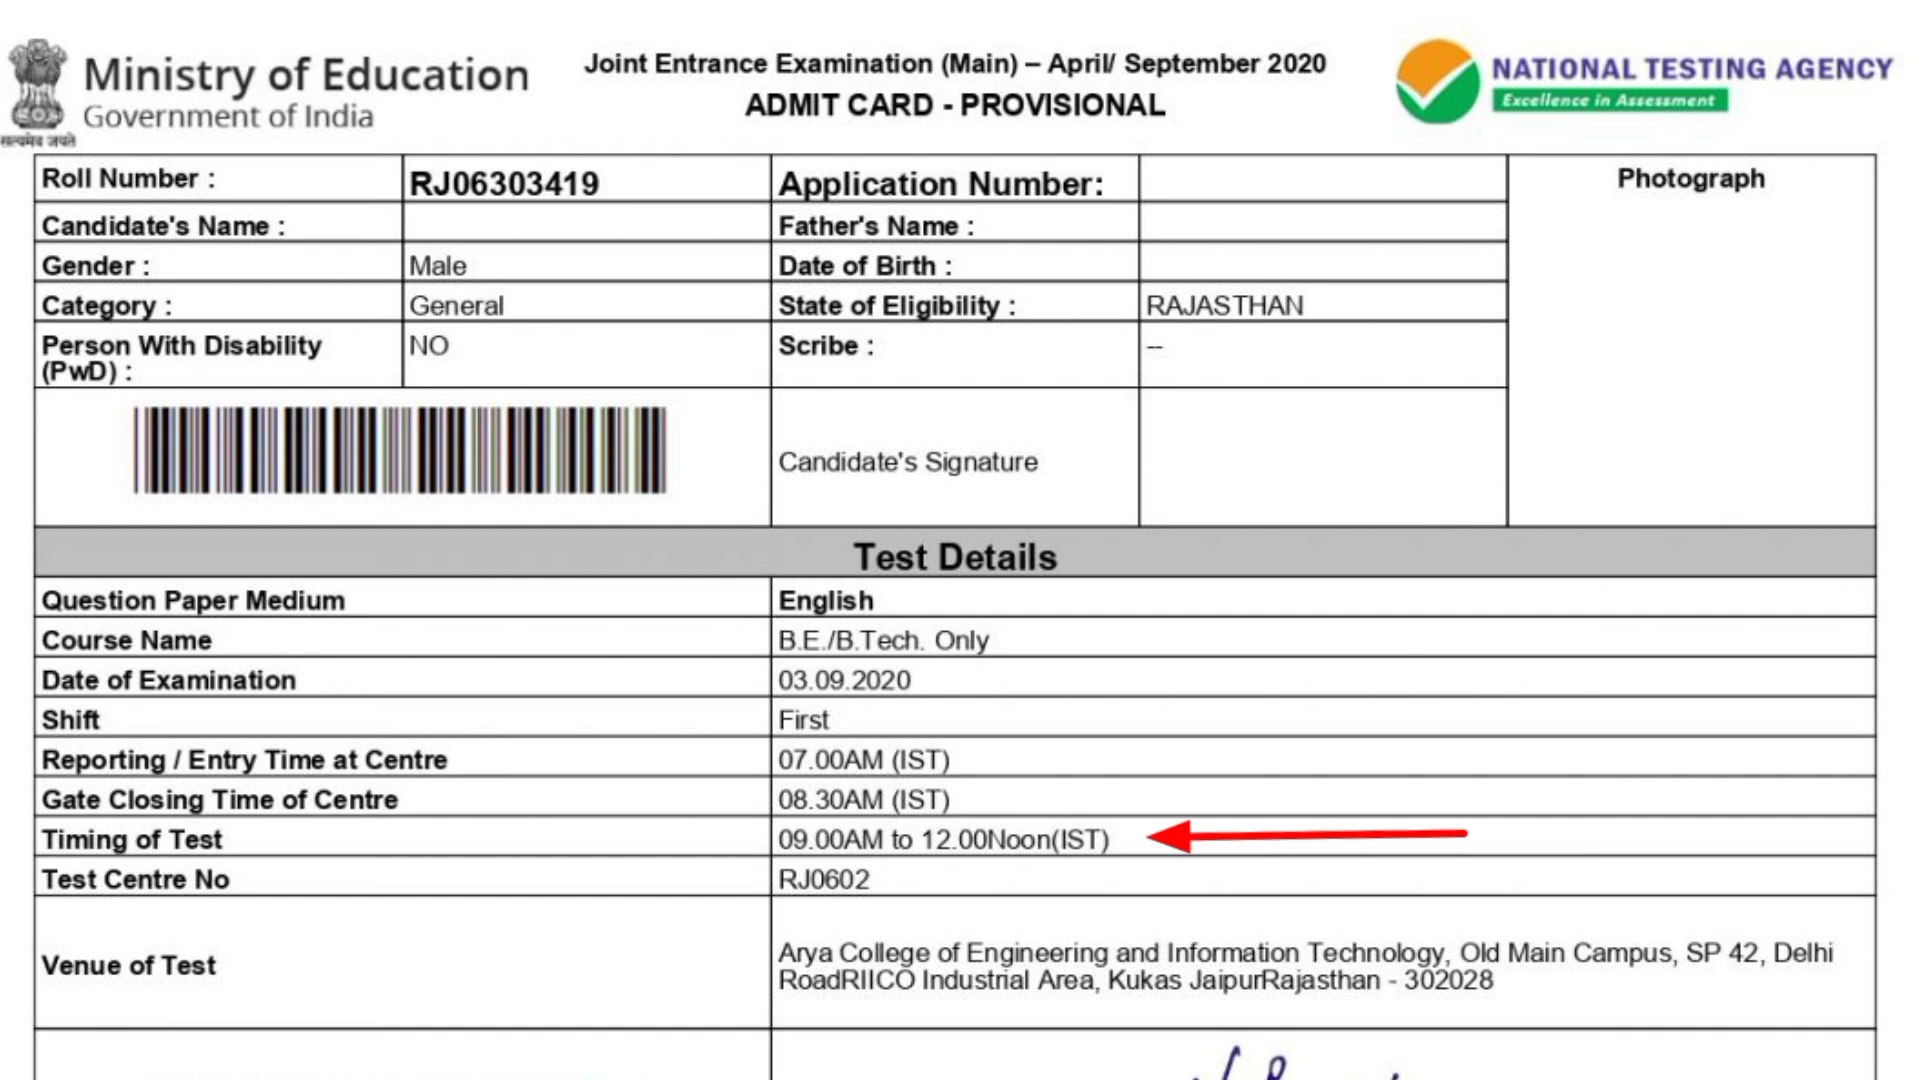 Ministry of Education
Government of India
सत्यमेव जयते
Joint Entrance Examination (Main) – April/ September 2020
ADMIT CARD - PROVISIONAL
NATIONAL TESTING AGENCY
Excellence in Assessment
Roll Number : RJ06303419 Application Number: Photograph
Candidate's Name : Father's Name :
Gender : Male Date of Birth :
Category : General State of Eligibility : RAJASTHAN
Person With Disability NO Scribe : --
(PwD) :
Candidate's Signature
Test Details
Question Paper Medium English
Course Name B.E./B.Tech. Only
Date of Examination 03.09.2020
Shift First
Reporting / Entry Time at Centre 07.00AM (IST)
Gate Closing Time of Centre 08.30AM (IST)
Timing of Test 09.00AM to 12.00Noon(IST)
Test Centre No RJ0602
Venue of Test Arya College of Engineering and Information Technology, Old Main Campus, SP 42, Delhi
RoadRIICO Industrial Area, Kukas JaipurRajasthan - 302028